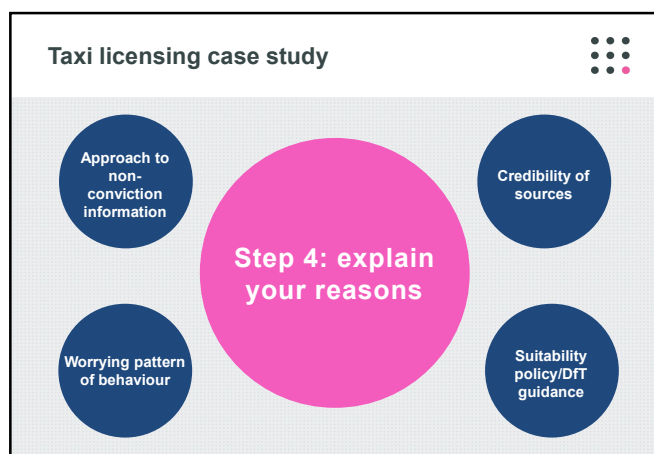 Taxi licensing case study
Approach to
non-
conviction
information
Credibility of
sources
Step 4: explain
your reasons
Worrying pattern
of behaviour
Suitability
policy/DfT
guidance